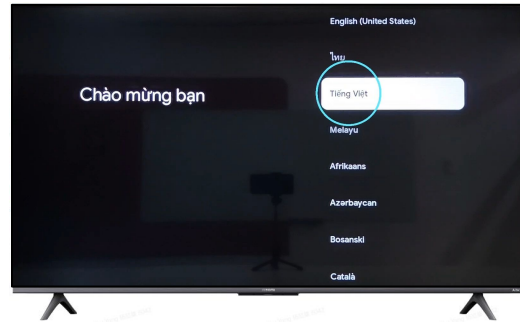 Chào mừng bạn
English (United States)
ไทย
Tiếng Việt
Melayu
Afrikaans
Azərbaycan
Bosanski
Català